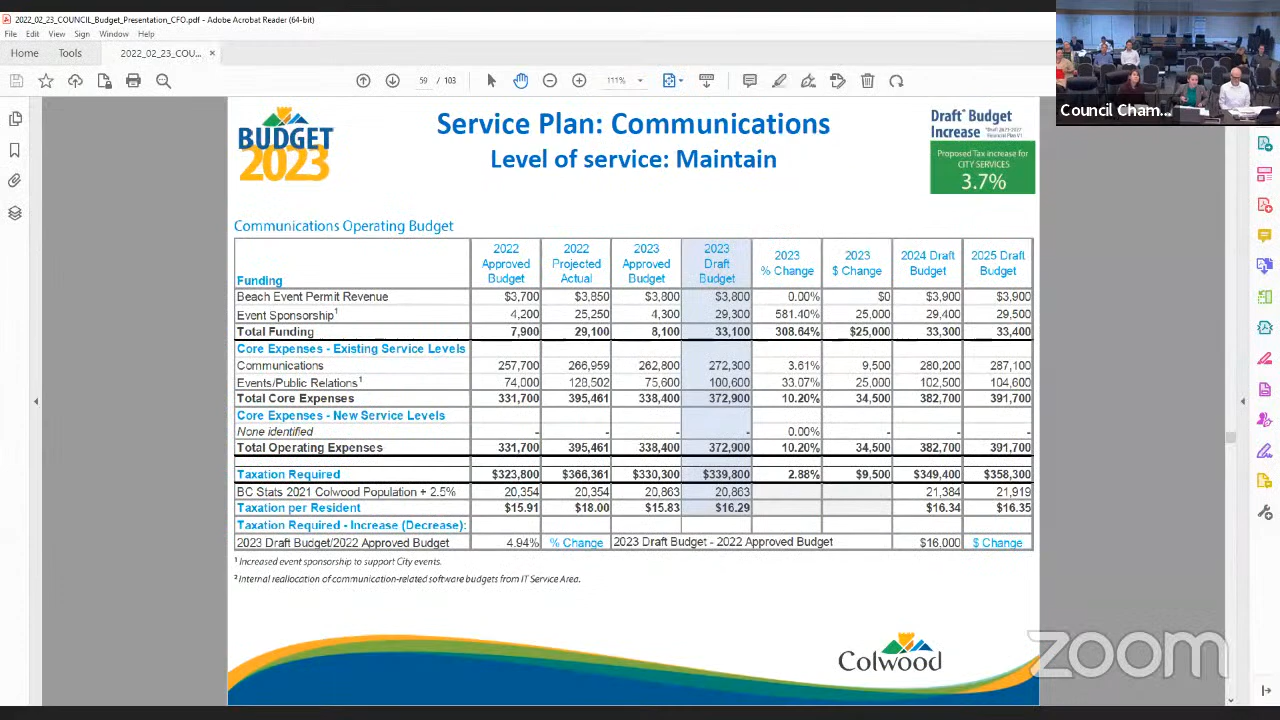 2022_02_23_COUNCIL_Budget_Presentation_CFO.pdf - Adobe Acrobat Reader (64-bit)
File Edit View Sign Window Help
Home Tools 2022_02_23_COU... ×
59 / 103 111%
Council Cham...
BUDGET
2023
Service Plan: Communications
Level of service: Maintain
Draft* Budget
Increase
Proposed Tax increase for
CITY SERVICES
3.7%
Communications Operating Budget
Funding 2022 Approved Budget 2022 Projected Actual 2023 Approved Budget 2023 Draft Budget 2023 % Change 2023 $ Change 2024 Draft Budget 2025 Draft Budget
Beach Event Permit Revenue $3,700 $3,850 $3,800 $3,800 0.00% $0 $3,900 $3,900
Event Sponsorship¹ 4,200 25,250 4,300 29,300 581.40% 25,000 29,400 29,500
Total Funding 7,900 29,100 8,100 33,100 308.64% $25,000 33,300 33,400
Core Expenses - Existing Service Levels
Communications 257,700 266,959 262,800 272,300 3.61% 9,500 280,200 287,100
Events/Public Relations¹ 74,000 128,502 75,600 100,600 33.07% 25,000 102,500 104,600
Total Core Expenses 331,700 395,461 338,400 372,900 10.20% 34,500 382,700 391,700
Core Expenses - New Service Levels
None identified - - - - 0.00% - - -
Total Operating Expenses 331,700 395,461 338,400 372,900 10.20% 34,500 382,700 391,700
Taxation Required $323,800 $366,361 $330,300 $339,800 2.88% $9,500 $349,400 $358,300
BC Stats 2021 Colwood Population + 2.5% 20,354 20,354 20,863 20,863 21,384 21,919
Taxation per Resident $15.91 $18.00 $15.83 $16.29 $16.34 $16.35
Taxation Required - Increase (Decrease):
2023 Draft Budget/2022 Approved Budget 4.94% % Change 2023 Draft Budget - 2022 Approved Budget $16,000 $ Change
¹ Increased event sponsorship to support City events.
² Internal reallocation of communication-related software budgets from IT Service Area.
Colwood
zoom